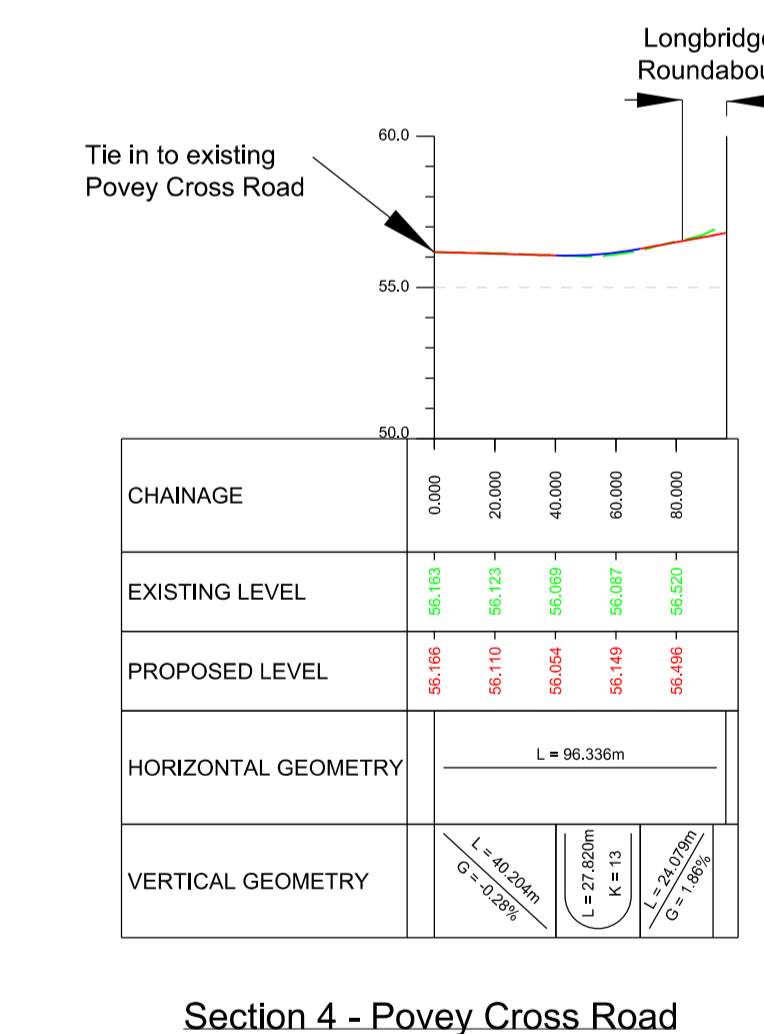 Longbridge
Roundabou
Tie in to existing
Povey Cross Road
60.0
55.0
50.0
CHAINAGE 0.000 20.000 40.000 60.000 80.000
EXISTING LEVEL 56.163 56.123 56.069 56.087 56.520
PROPOSED LEVEL 56.166 56.110 56.054 56.149 56.496
HORIZONTAL GEOMETRY L = 96.336m
VERTICAL GEOMETRY L = 40.204m G = -0.28% L = 27.820m K = 13 L = 24.079m G = 1.86%
Section 4 - Povey Cross Road